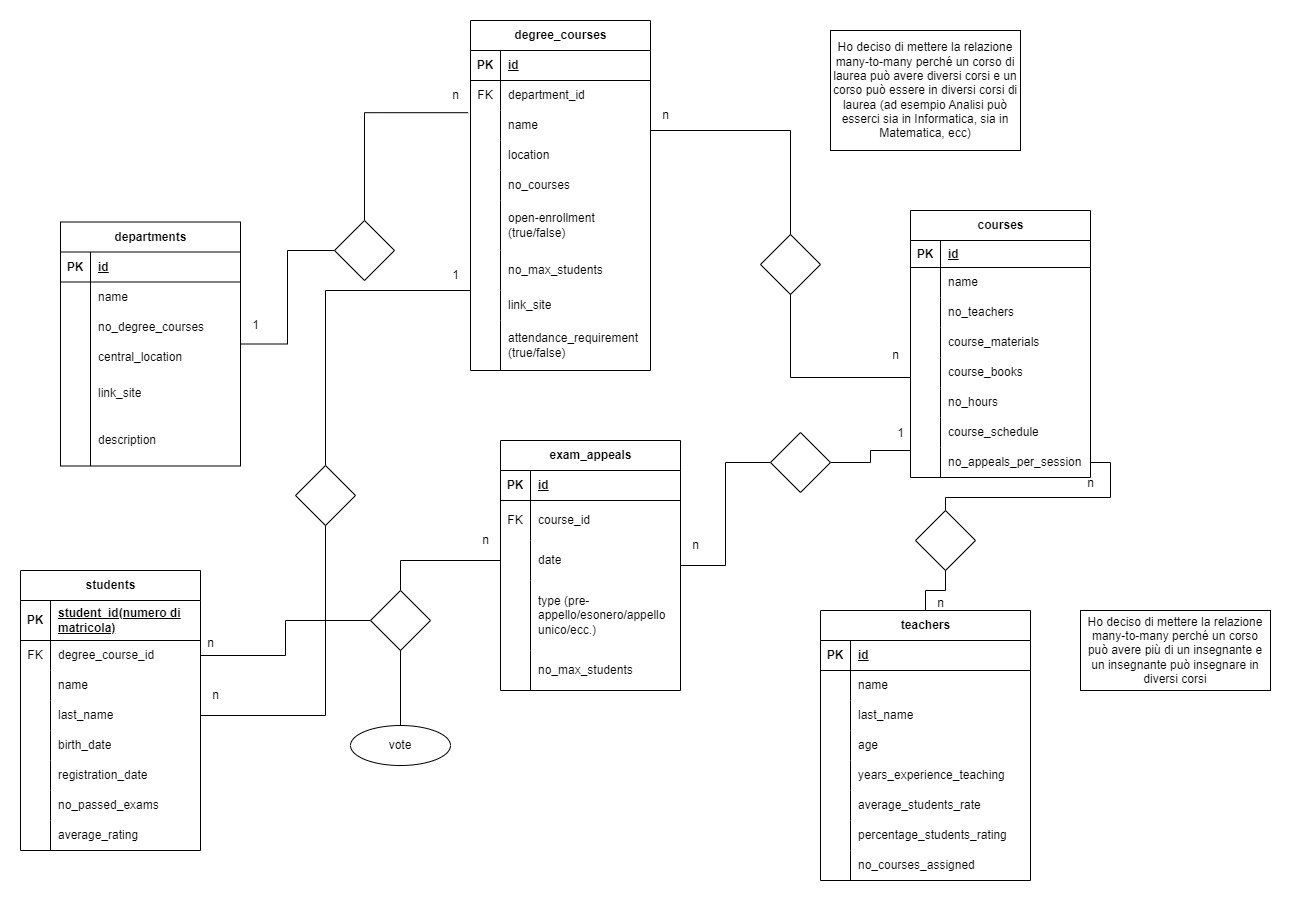 degree_courses
PK id
FK department_id
name
location
no_courses
open-enrollment
(true/false)
no_max_students
link_site
attendance_requirement
(true/false)
n
1
n
Ho deciso di mettere la relazione
many-to-many perché un corso di
laurea può avere diversi corsi e un
corso può essere in diversi corsi di
laurea (ad esempio Analisi può
esserci sia in Informatica, sia in
Matematica, ecc)
departments
PK id
name
no_degree_courses
central_location
link_site
description
1
courses
PK id
name
no_teachers
course_materials
course_books
no_hours
course_schedule
no_appeals_per_session
n
1
n
exam_appeals
PK id
FK course_id
date
type (pre-
appello/esonero/appello
unico/ecc.)
no_max_students
n
n
students
PK student_id(numero di
matricola)
FK degree_course_id
name
last_name
birth_date
registration_date
no_passed_exams
average_rating
n
n
vote
n
teachers
PK id
name
last_name
age
years_experience_teaching
average_students_rate
percentage_students_rating
no_courses_assigned
Ho deciso di mettere la relazione
many-to-many perché un corso
può avere più di un insegnante e
un insegnante può insegnare in
diversi corsi